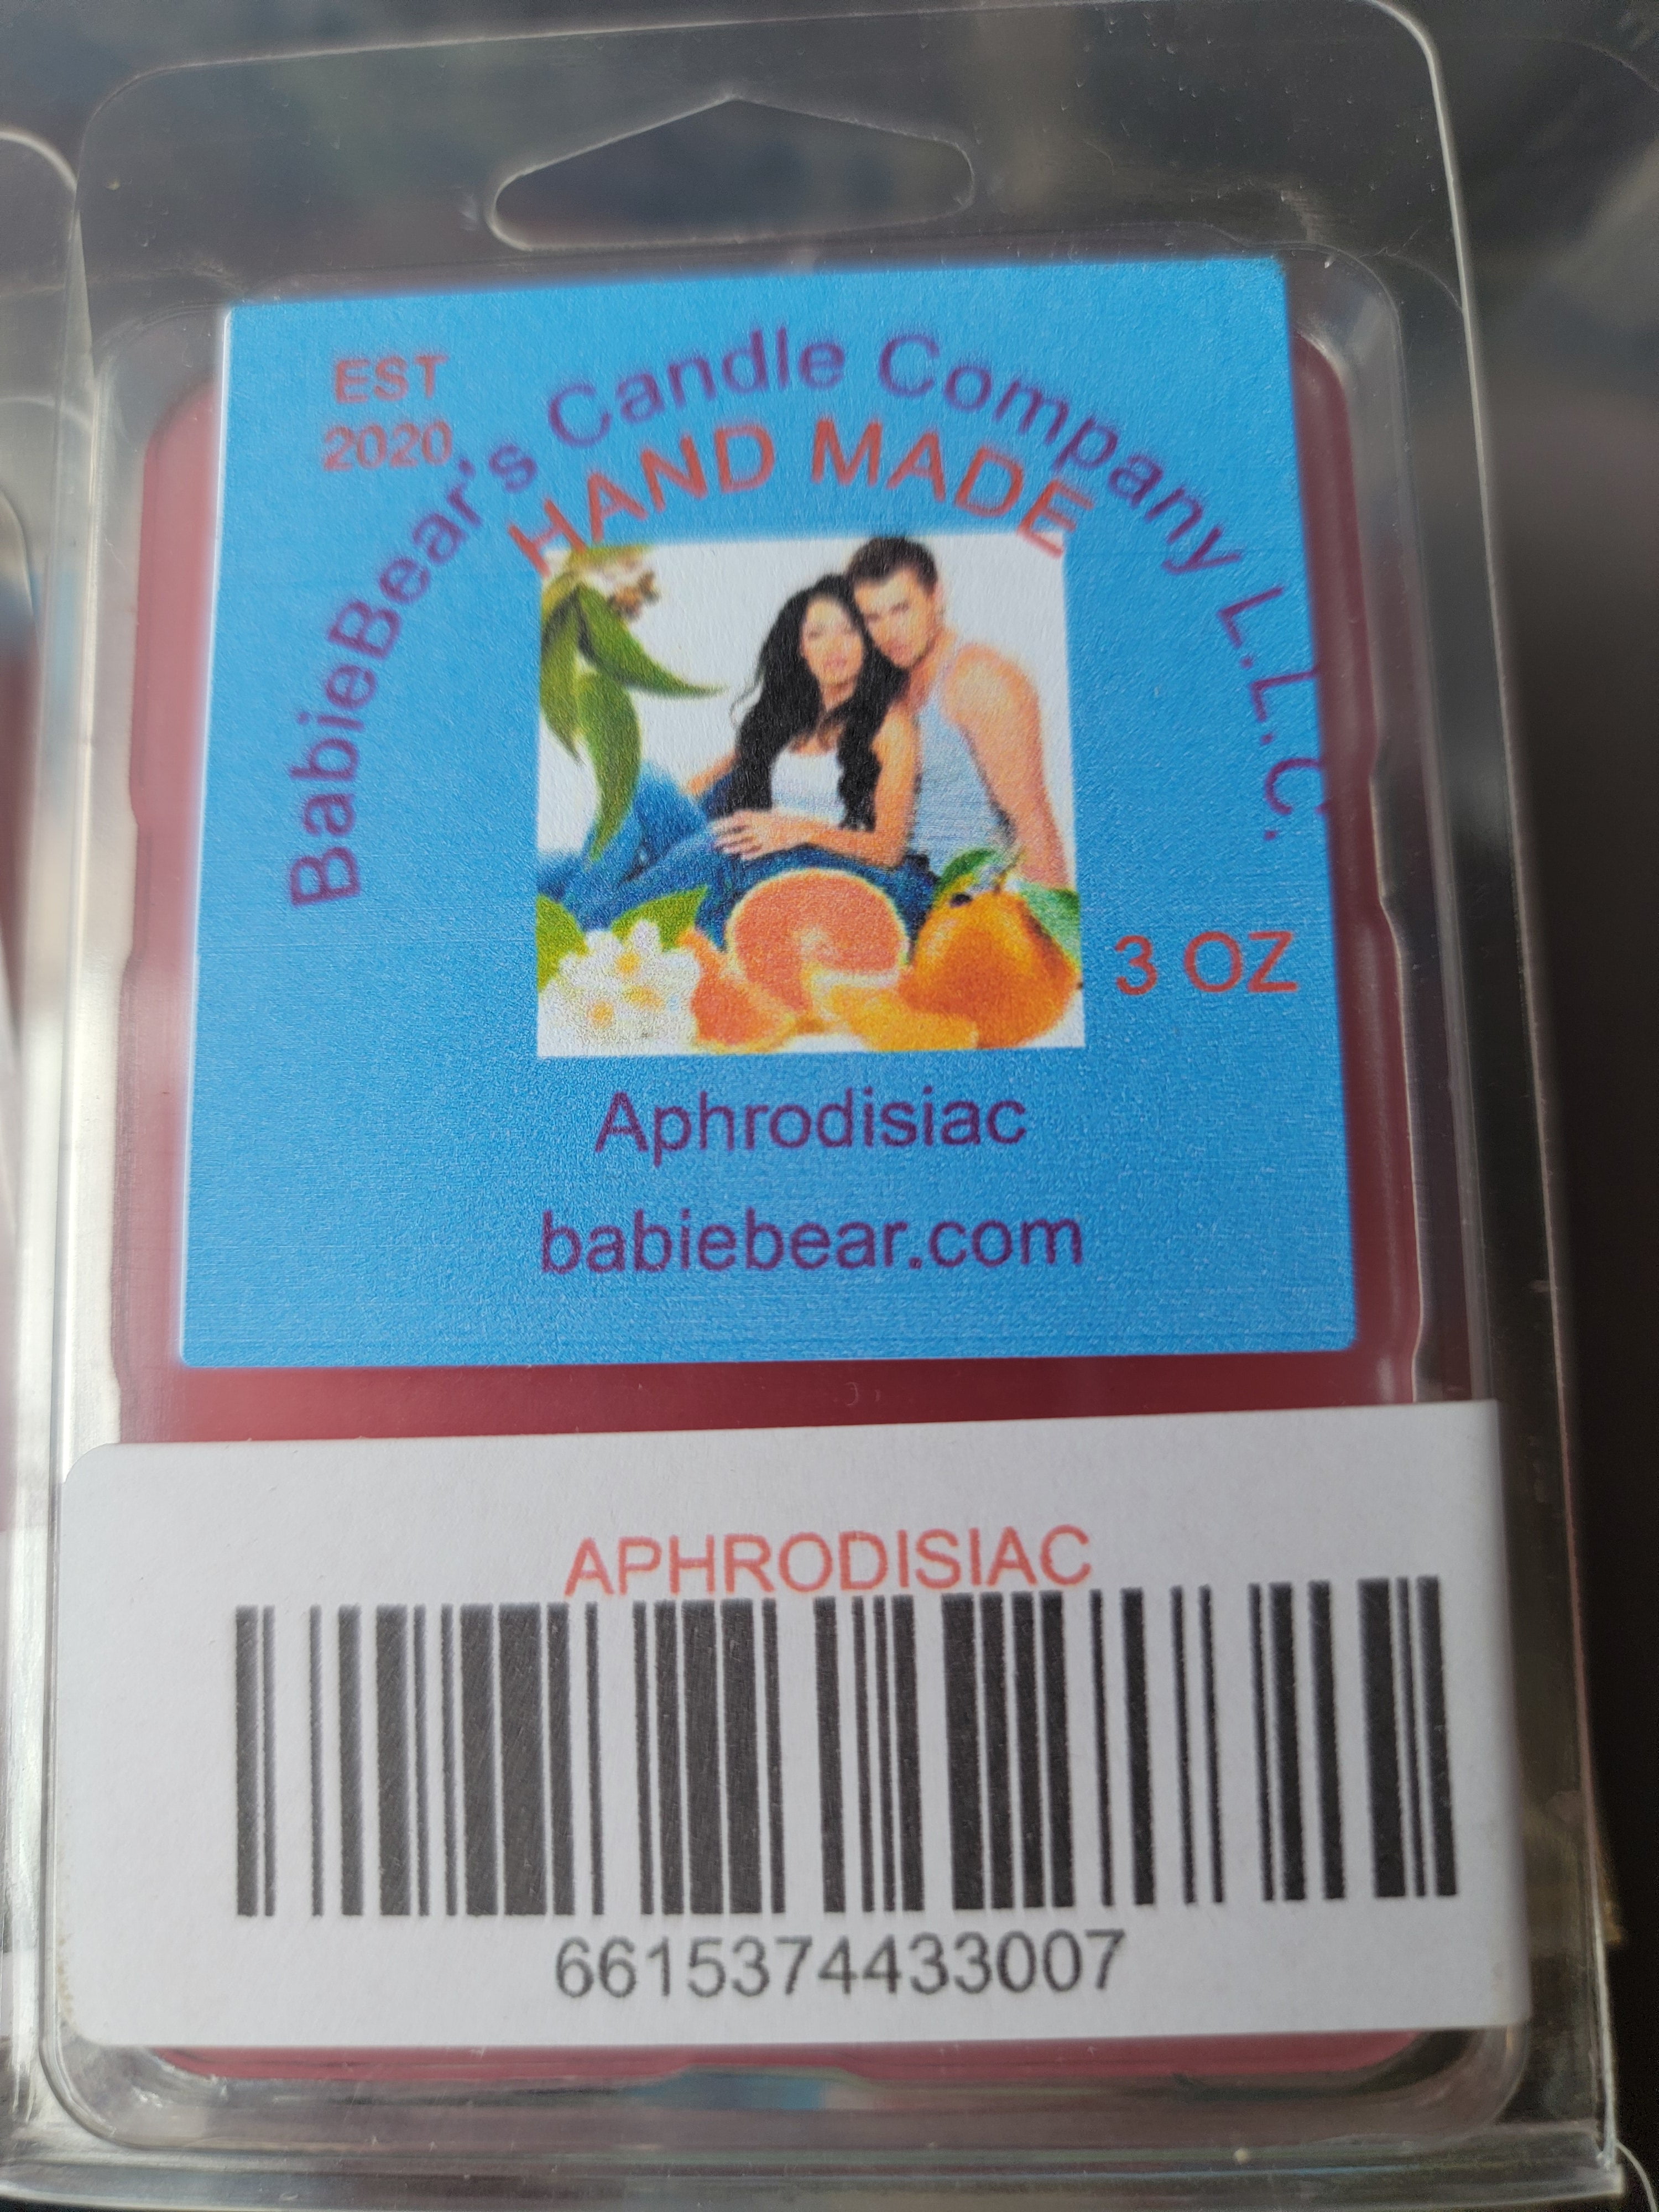 EST
2020
BabieBear's Candle Company L.L.C.
HAND MADE
3 OZ
Aphrodisiac
babiebear.com
APHRODISIAC
6615374433007